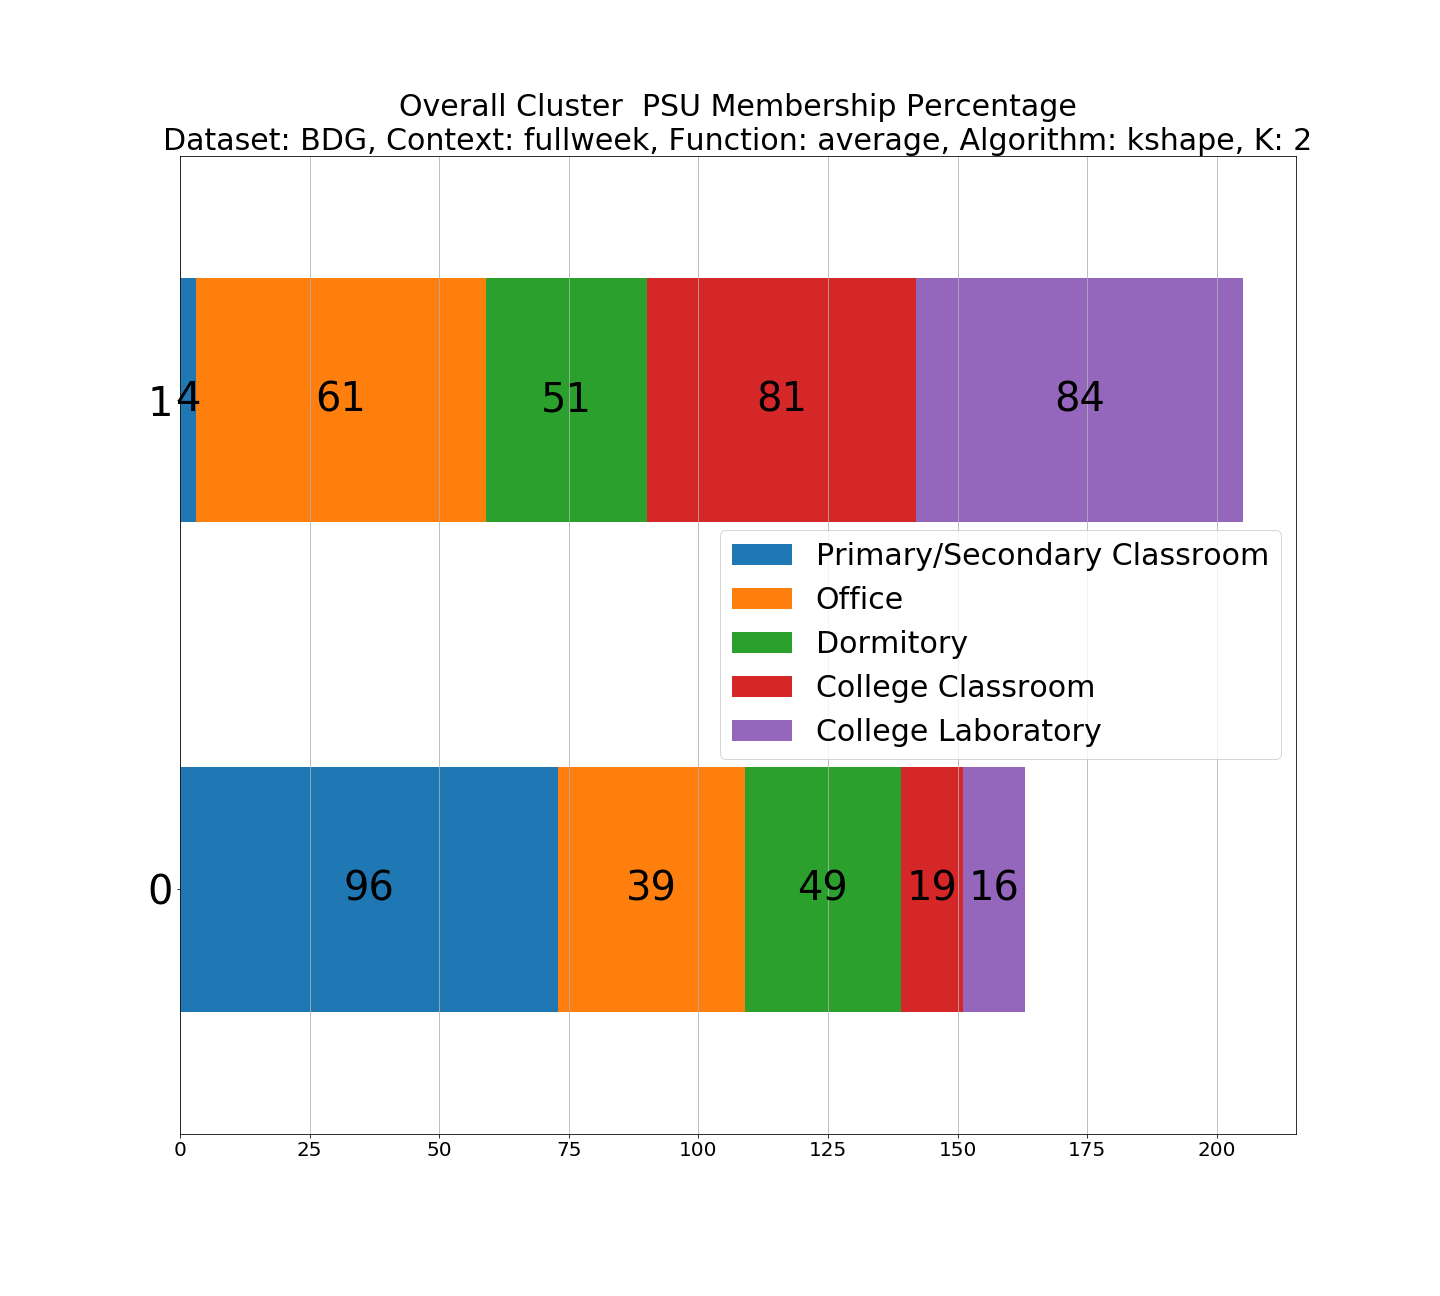 Overall Cluster  PSU Membership Percentage
Dataset: BDG, Context: fullweek, Function: average, Algorithm: kshape, K: 2
1 4 61 51 81 84
Primary/Secondary Classroom
Office
Dormitory
College Classroom
College Laboratory
0 96 39 49 19 16
0 25 50 75 100 125 150 175 200